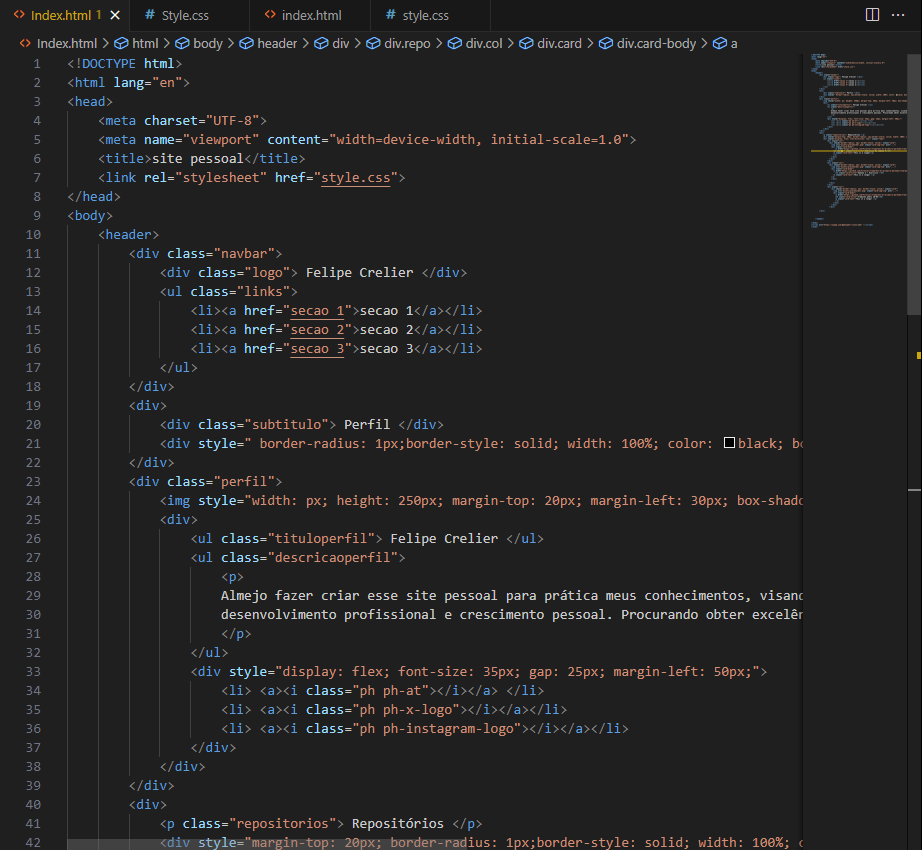 Index.html 1 Style.css index.html style.css
Index.html > html > body > header > div > div.repo > div.col > div.card > div.card-body > a
1 <!DOCTYPE html>
2 <html lang="en">
3 <head>
4 <meta charset="UTF-8">
5 <meta name="viewport" content="width=device-width, initial-scale=1.0">
6 <title>site pessoal</title>
7 <link rel="stylesheet" href="style.css">
8 </head>
9 <body>
10 <header>
11 <div class="navbar">
12 <div class="logo"> Felipe Crelier </div>
13 <ul class="links">
14 <li><a href="secao 1">secao 1</a></li>
15 <li><a href="secao 2">secao 2</a></li>
16 <li><a href="secao 3">secao 3</a></li>
17 </ul>
18 </div>
19 <div>
20 <div class="subtitulo"> Perfil </div>
21 <div style=" border-radius: 1px;border-style: solid; width: 100%; color: black; bo
22 </div>
23 <div class="perfil">
24 <img style="width: px; height: 250px; margin-top: 20px; margin-left: 30px; box-shado
25 <div>
26 <ul class="tituloperfil"> Felipe Crelier </ul>
27 <ul class="descricaoperfil">
28 <p>
29 Almejo fazer criar esse site pessoal para prática meus conhecimentos, visand
30 desenvolvimento profissional e crescimento pessoal. Procurando obter excelên
31 </p>
32 </ul>
33 <div style="display: flex; font-size: 35px; gap: 25px; margin-left: 50px;">
34 <li> <a><i class="ph ph-at"></i></a> </li>
35 <li> <a><i class="ph ph-x-logo"></i></a></li>
36 <li> <a><i class="ph ph-instagram-logo"></i></a></li>
37 </div>
38 </div>
39 </div>
40 <div>
41 <p class="repositorios"> Repositórios </p>
42 <div style="margin-top: 20px; border-radius: 1px;border-style: solid; width: 100%; c